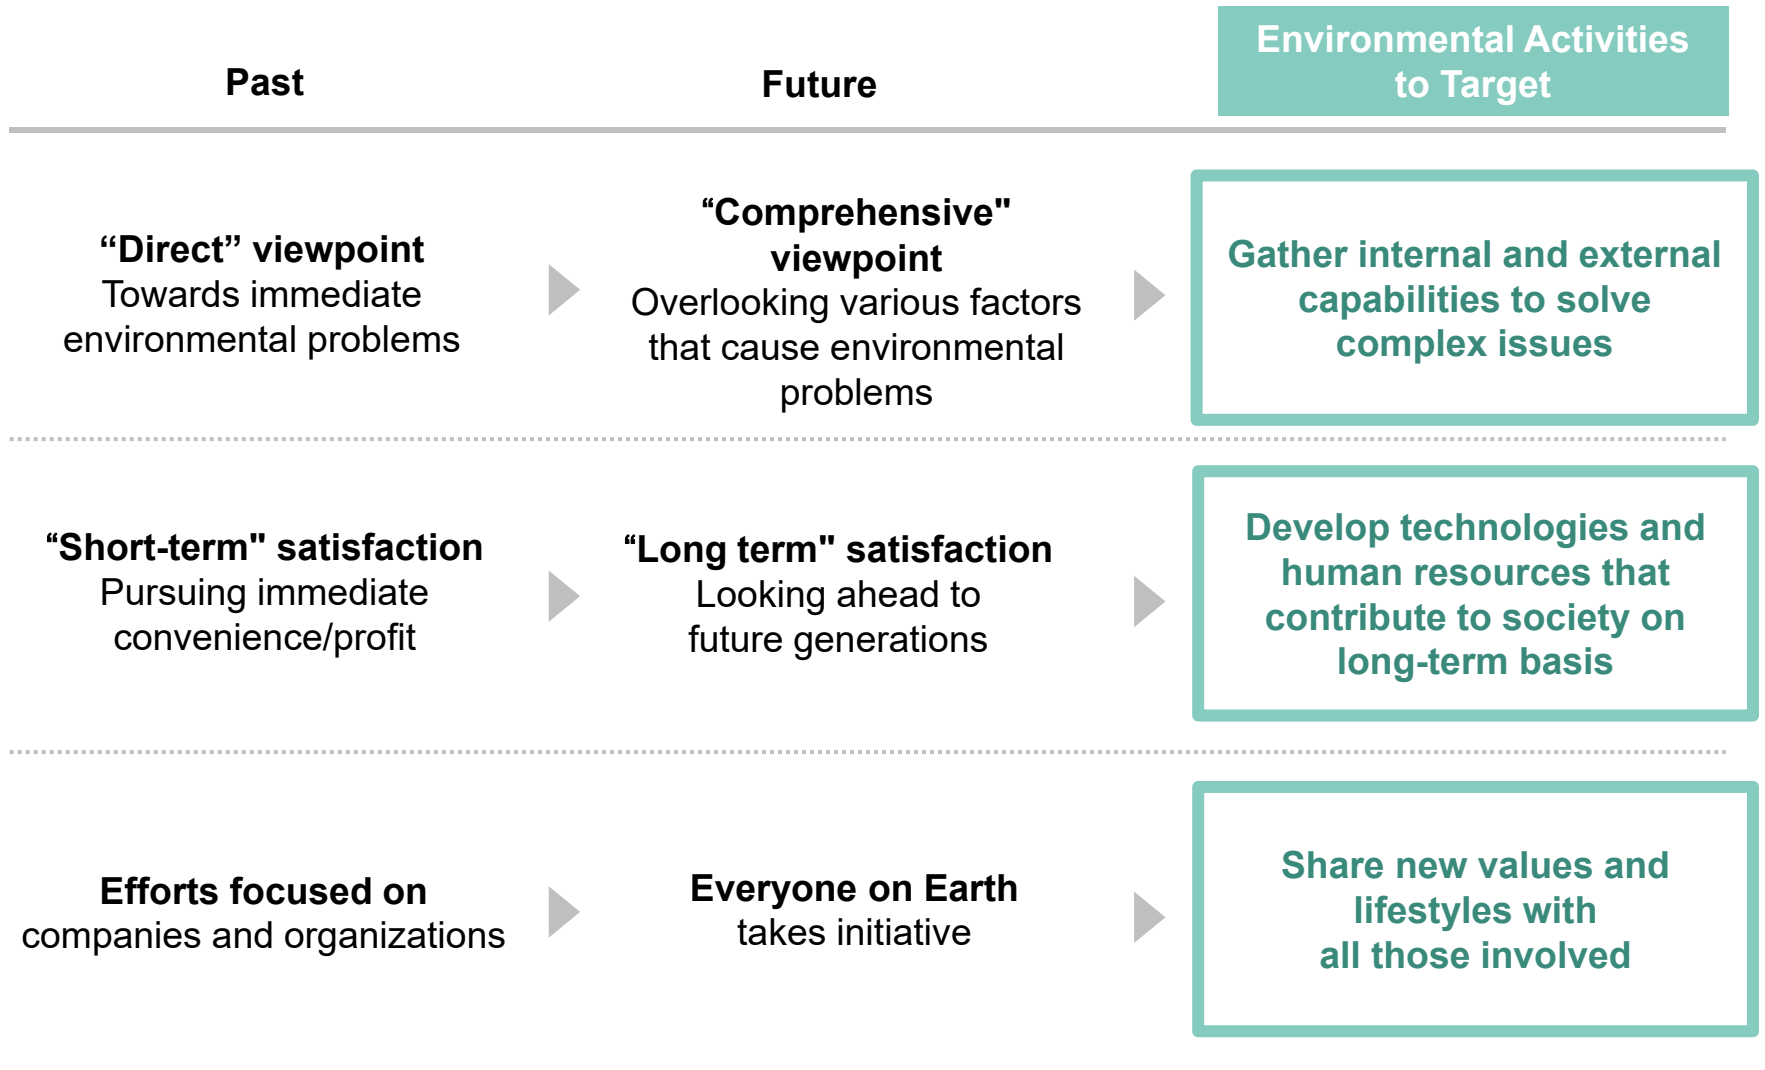 Past
Future
Environmental Activities
to Target
“Direct” viewpoint
Towards immediate
environmental problems
“Comprehensive"
viewpoint
Overlooking various factors
that cause environmental
problems
Gather internal and external
capabilities to solve
complex issues
“Short-term" satisfaction
Pursuing immediate
convenience/profit
“Long term" satisfaction
Looking ahead to
future generations
Develop technologies and
human resources that
contribute to society on
long-term basis
Efforts focused on
companies and organizations
Everyone on Earth
takes initiative
Share new values and
lifestyles with
all those involved